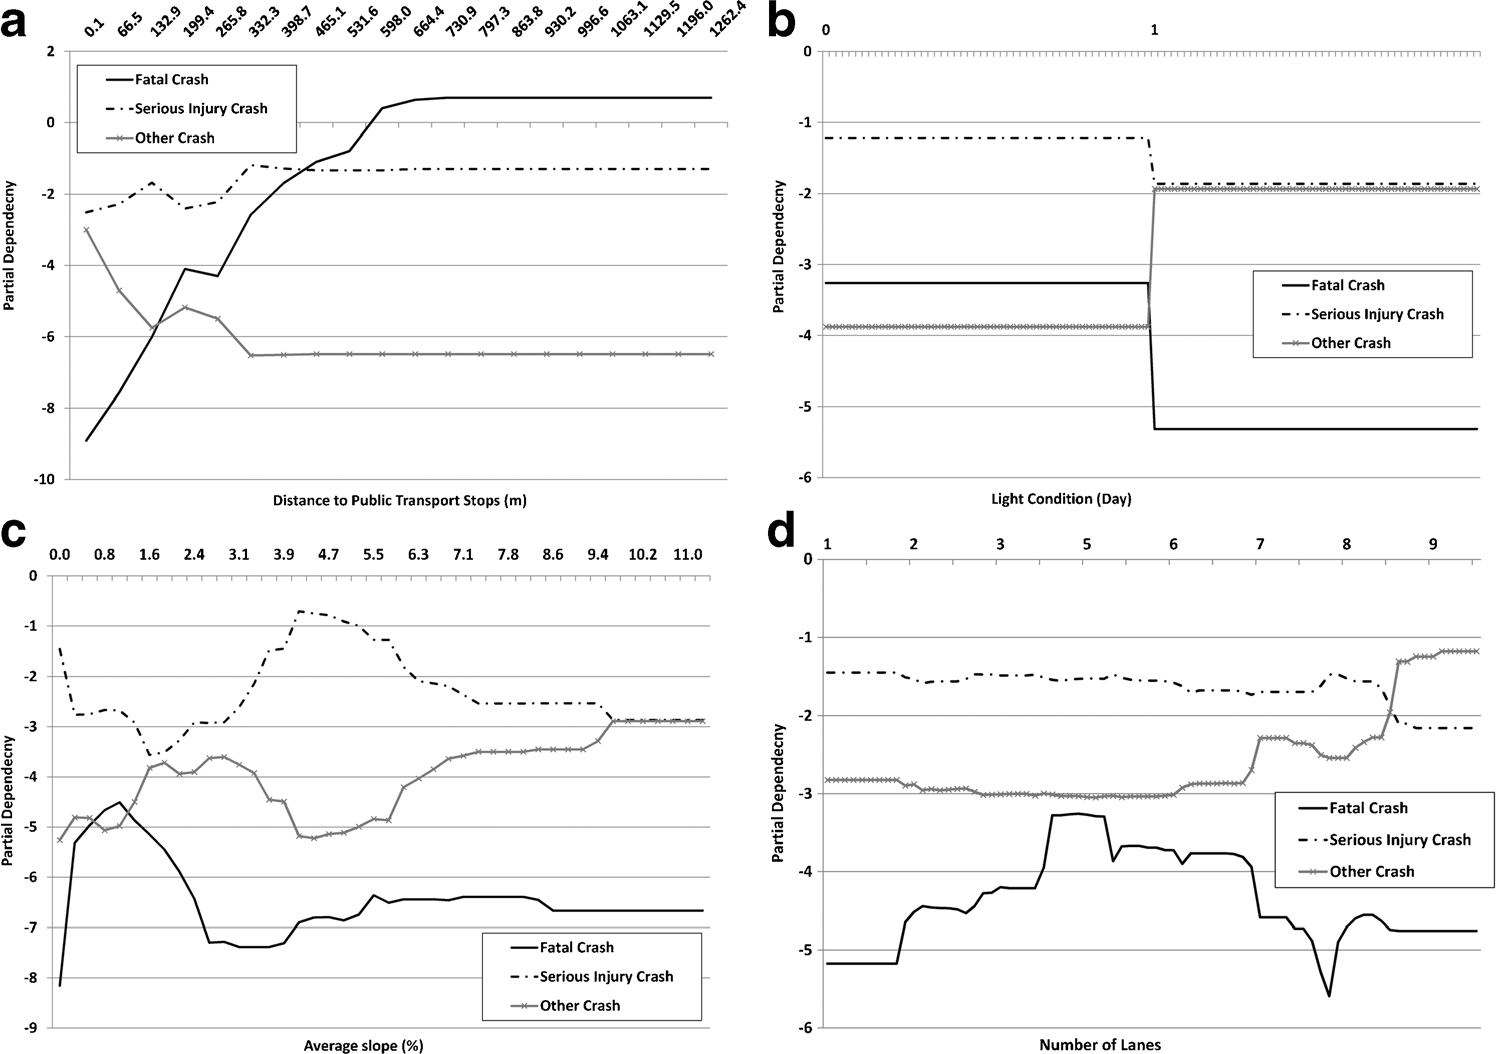 a
0.1 66.5 132.9 199.4 265.8 332.3 398.7 465.1 531.6 598.0 664.4 730.9 797.3 863.8 930.2 996.6 1063.1 1129.5 1196.0 1262.4
2
0
-2
-4
-6
-8
-10
Partial Dependecny
Fatal Crash
Serious Injury Crash
Other Crash
Distance to Public Transport Stops (m)
b
0 1
0
-1
-2
-3
-4
-5
-6
Partial Dependecny
Fatal Crash
Serious Injury Crash
Other Crash
Light Condition (Day)
c
0.0 0.8 1.6 2.4 3.1 3.9 4.7 5.5 6.3 7.1 7.8 8.6 9.4 10.2 11.0
0
-1
-2
-3
-4
-5
-6
-7
-8
-9
Partial Dependecny
Fatal Crash
Serious Injury Crash
Other Crash
Average slope (%)
d
1 2 3 5 6 7 8 9
0
-1
-2
-3
-4
-5
-6
Partial Dependecny
Fatal Crash
Serious Injury Crash
Other Crash
Number of Lanes